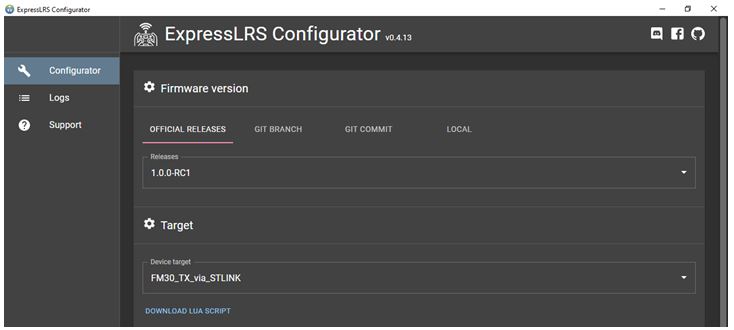 ExpressLRS Configurator
ExpressLRS Configurator v0.4.13
Configurator
Logs
Support
Firmware version
OFFICIAL RELEASES GIT BRANCH GIT COMMIT LOCAL
Releases
1.0.0-RC1
Target
Device target
FM30_TX_via_STLINK
DOWNLOAD LUA SCRIPT